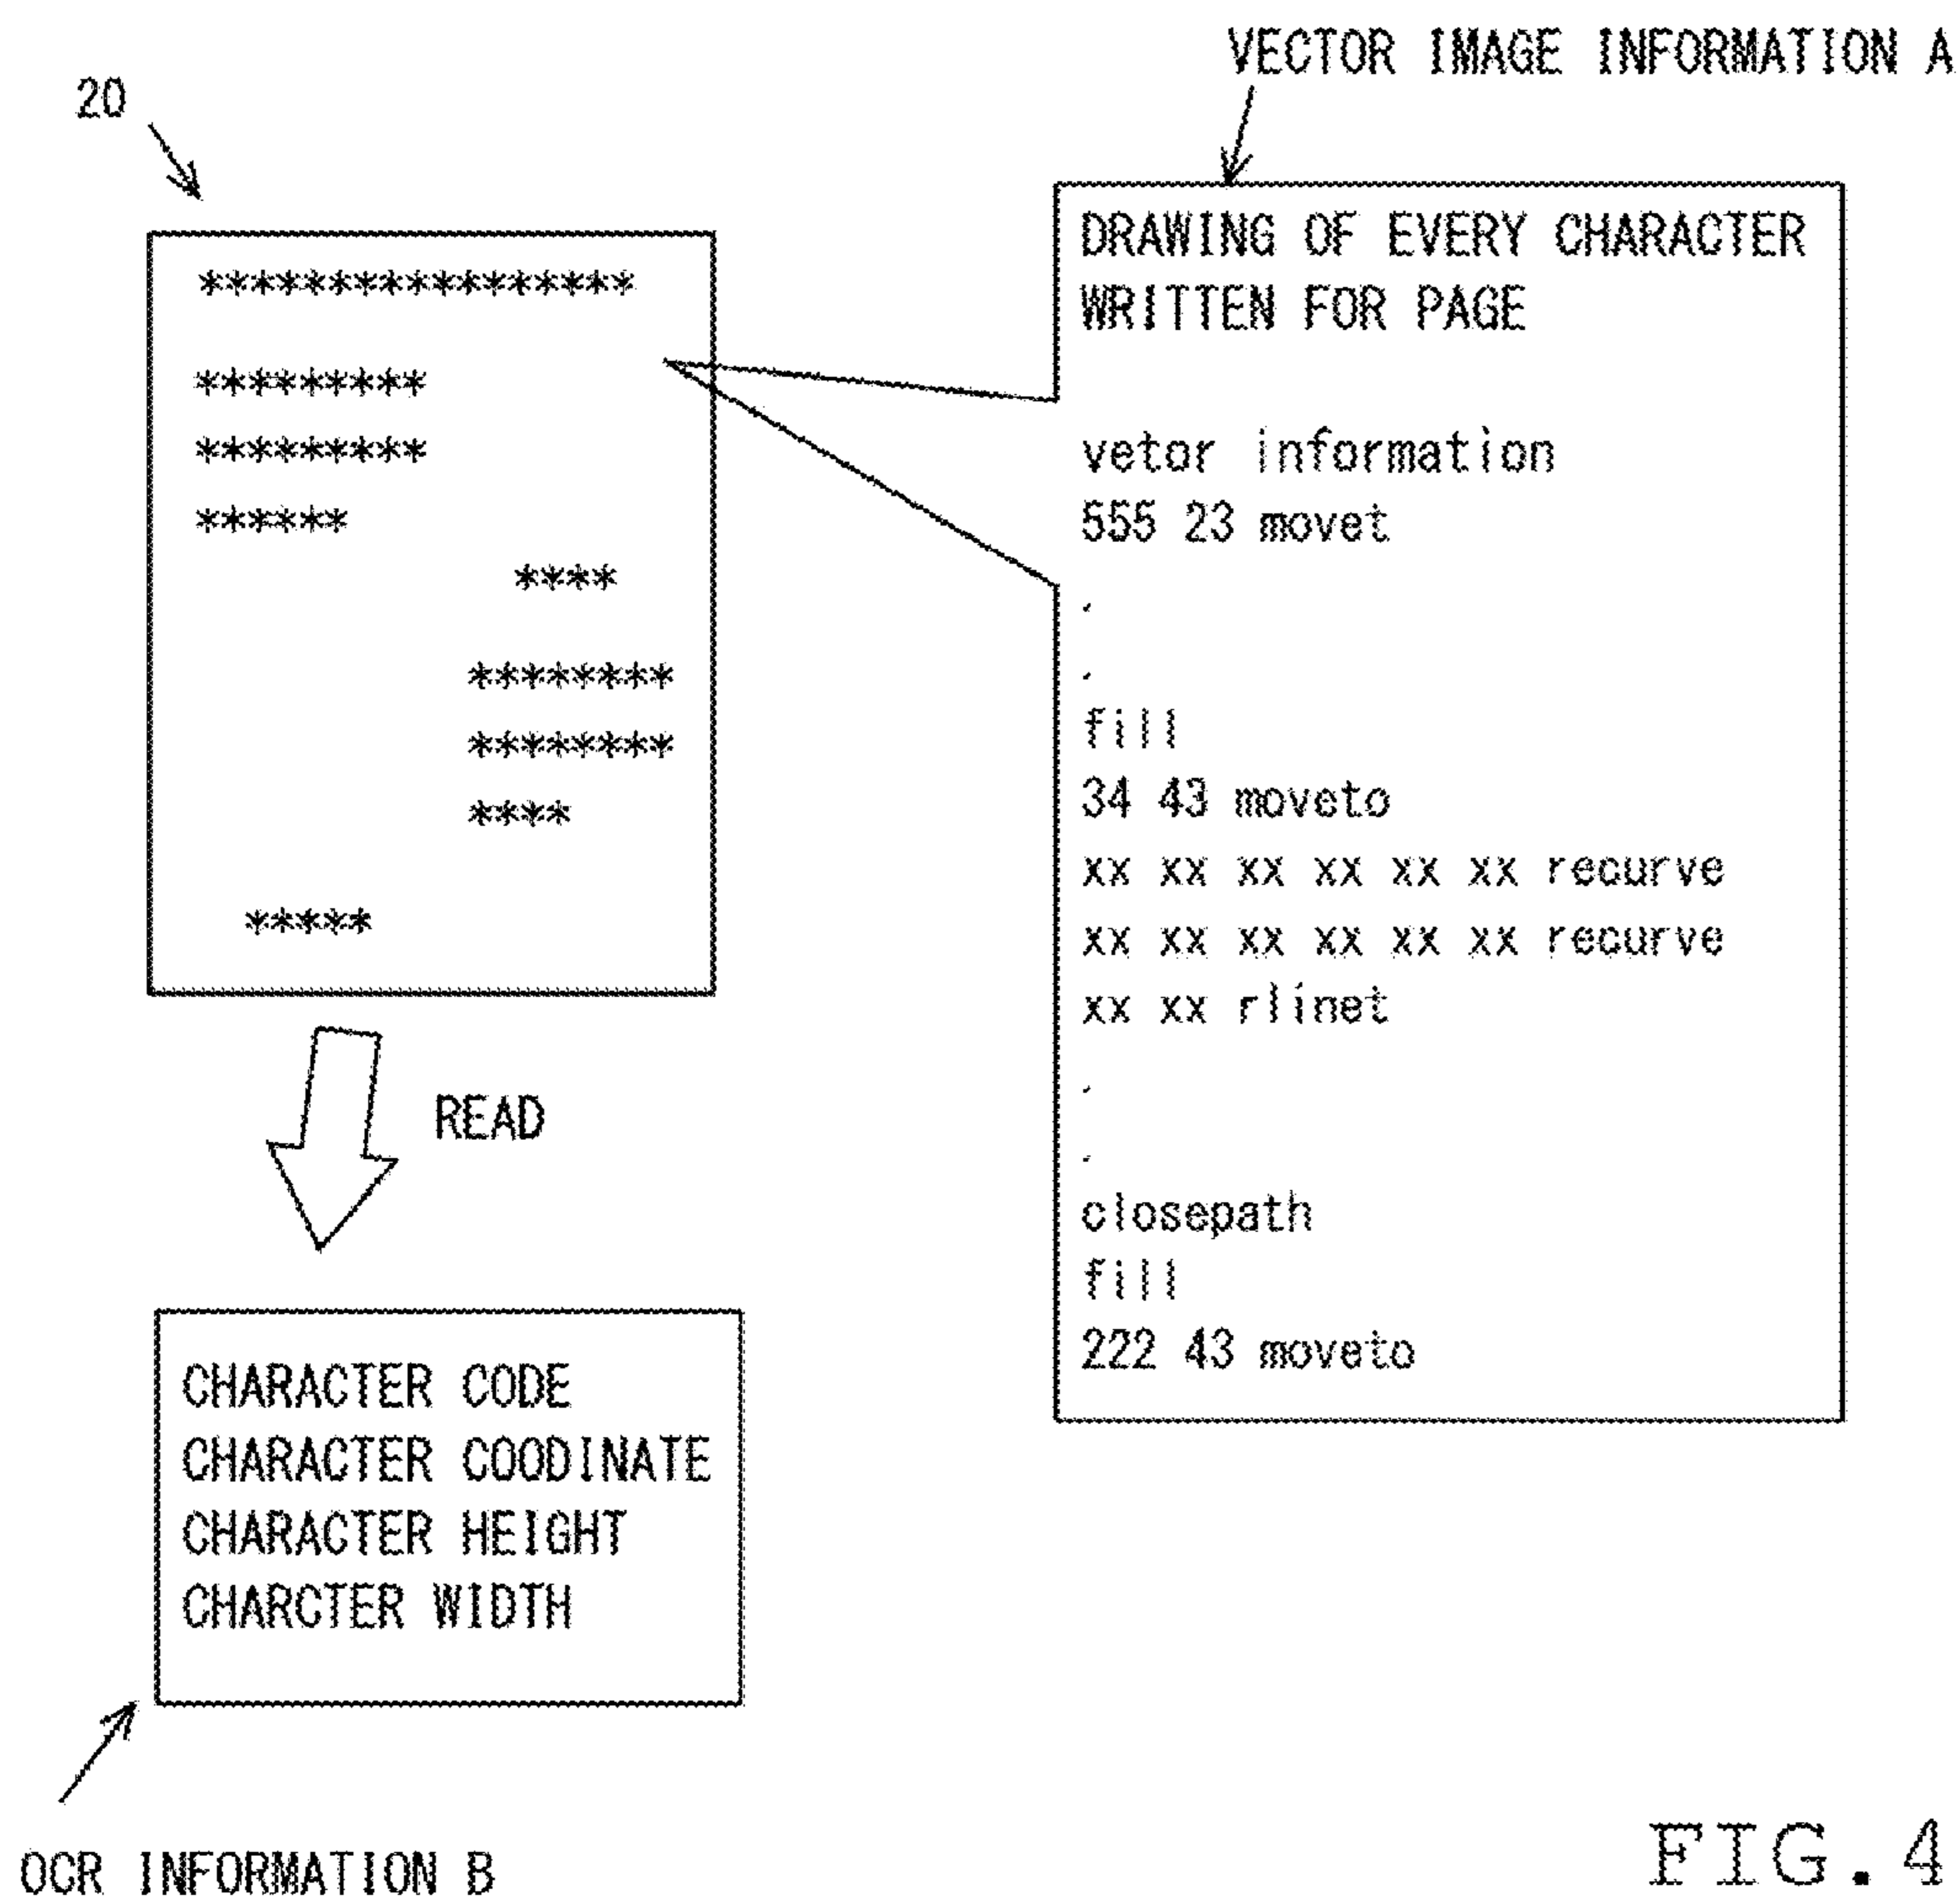 VECTOR IMAGE INFORMATION A
20
*****************
*********
*********
******
****
********
********
****
*****
DRAWING OF EVERY CHARACTER
WRITTEN FOR PAGE
vetor information
555 23 movet
.
.
fill
34 43 moveto
xx xx xx xx xx xx recurve
xx xx xx xx xx xx recurve
xx xx rlinet
.
.
closepath
fill
222 43 moveto
READ
CHARACTER CODE
CHARACTER COODINATE
CHARACTER HEIGHT
CHARCTER WIDTH
OCR INFORMATION B
FIG.4